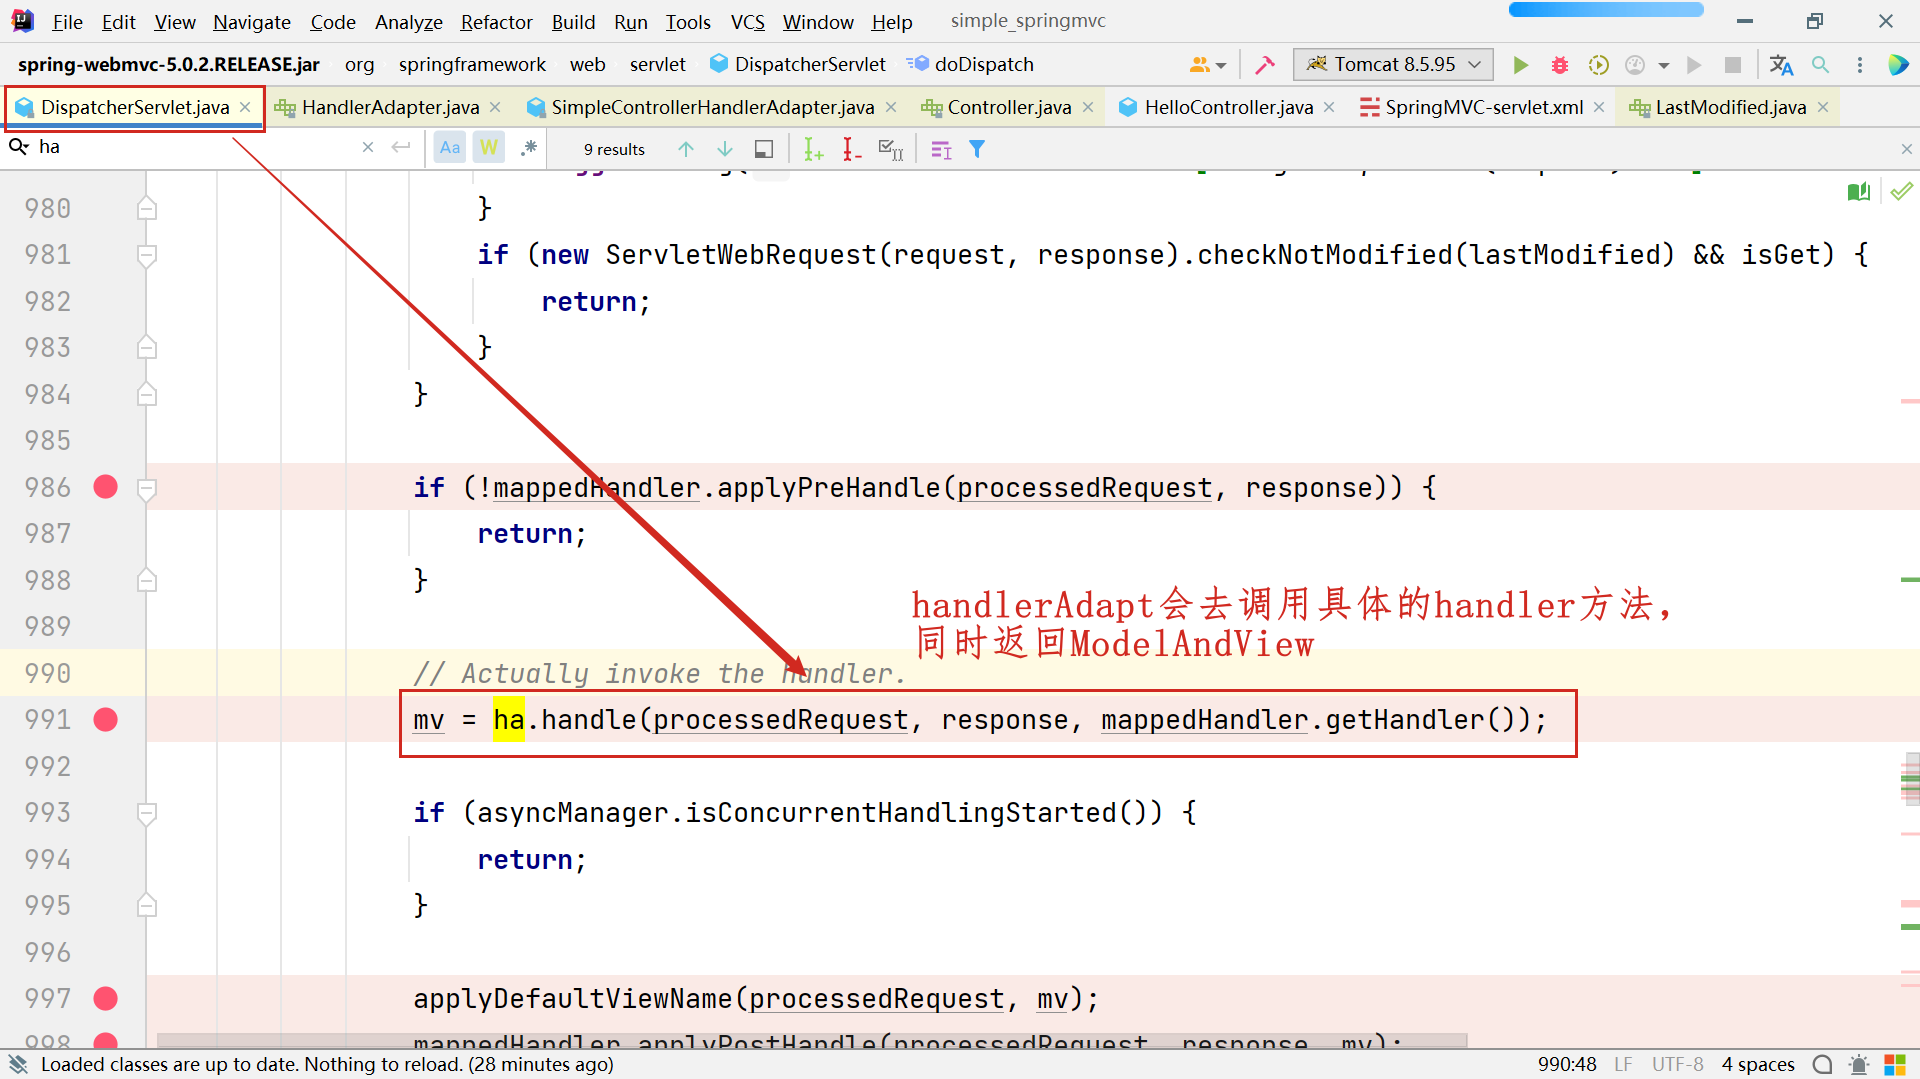 File Edit View Navigate Code Analyze Refactor Build Run Tools VCS Window Help simple_springmvc
spring-webmvc-5.0.2.RELEASE.jar org springframework web servlet DispatcherServlet doDispatch Tomcat 8.5.95
DispatcherServlet.java HandlerAdapter.java SimpleControllerHandlerAdapter.java Controller.java HelloController.java SpringMVC-servlet.xml LastModified.java
ha Aa W .* 9 results
980 }
981 if (new ServletWebRequest(request, response).checkNotModified(lastModified) && isGet) {
982 return;
983 }
984 }
985
986 if (!mappedHandler.applyPreHandle(processedRequest, response)) {
987 return;
988 }
989
handlerAdapt会去调用具体的handler方法，
同时返回ModelAndView
990 // Actually invoke the handler.
991 mv = ha.handle(processedRequest, response, mappedHandler.getHandler());
992
993 if (asyncManager.isConcurrentHandlingStarted()) {
994 return;
995 }
996
997 applyDefaultViewName(processedRequest, mv);
998 mappedHandler.applyPostHandle(processedRequest, response, mv);
Loaded classes are up to date. Nothing to reload. (28 minutes ago) 990:48 LF UTF-8 4 spaces